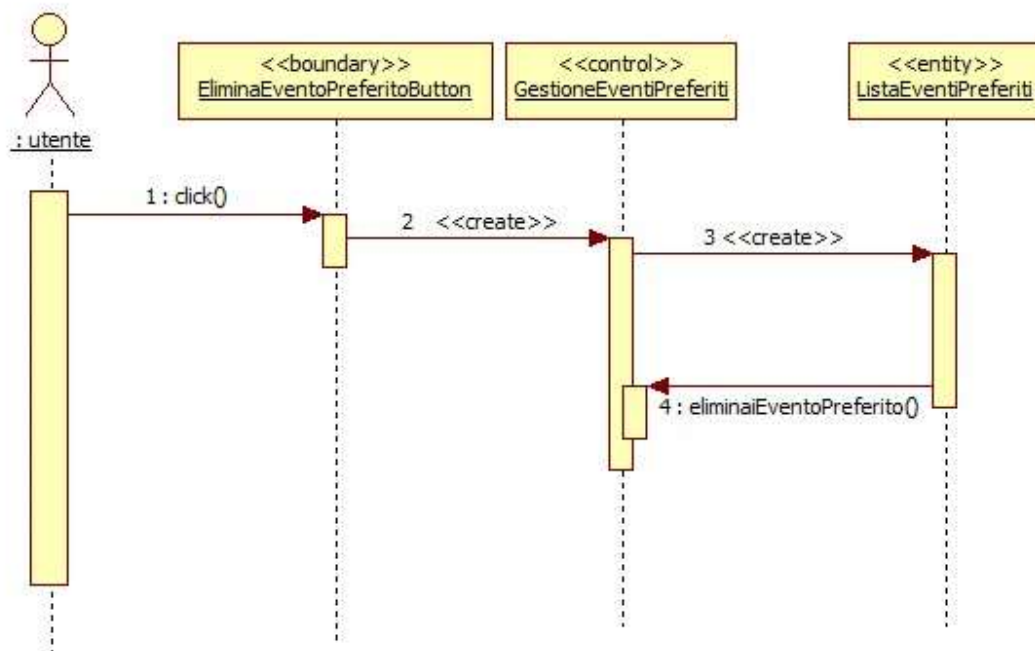 <<boundary>>
EliminaEventoPreferitoButton
<<control>>
GestioneEventiPreferiti
<<entity>>
ListaEventiPreferiti
: utente
1 : click()
2 <<create>>
3 <<create>>
4 : eliminaiEventoPreferito()